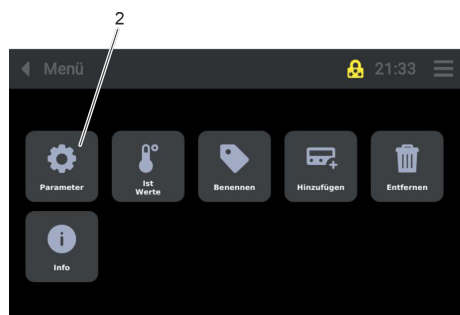 2
Menü
21:33
Parameter
Ist
Werte
Benennen
Hinzufügen
Entfernen
Info